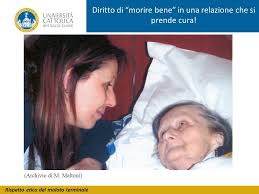 UNIVERSITÀ
CATTOLICA
del Sacro Cuore
Diritto di "morire bene" in una relazione che si
prende cura!
(Archivio di M. Maltoni)
Rispetto etico del malato terminale